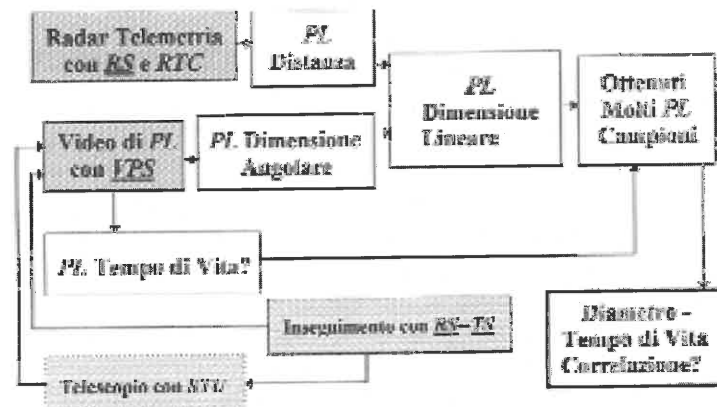 Radar Telemetria
con RS e RTC
PL
Distanza
PL
Dimensione
Lineare
Ottenuti
Molti PL
Campioni
Video di PL
con VPS
PL Dimensione
Angolare
PL Tempo di Vita?
Inseguimento con RS–TS
Telescopio con
Diametro –
Tempo di Vita
Correlazione?